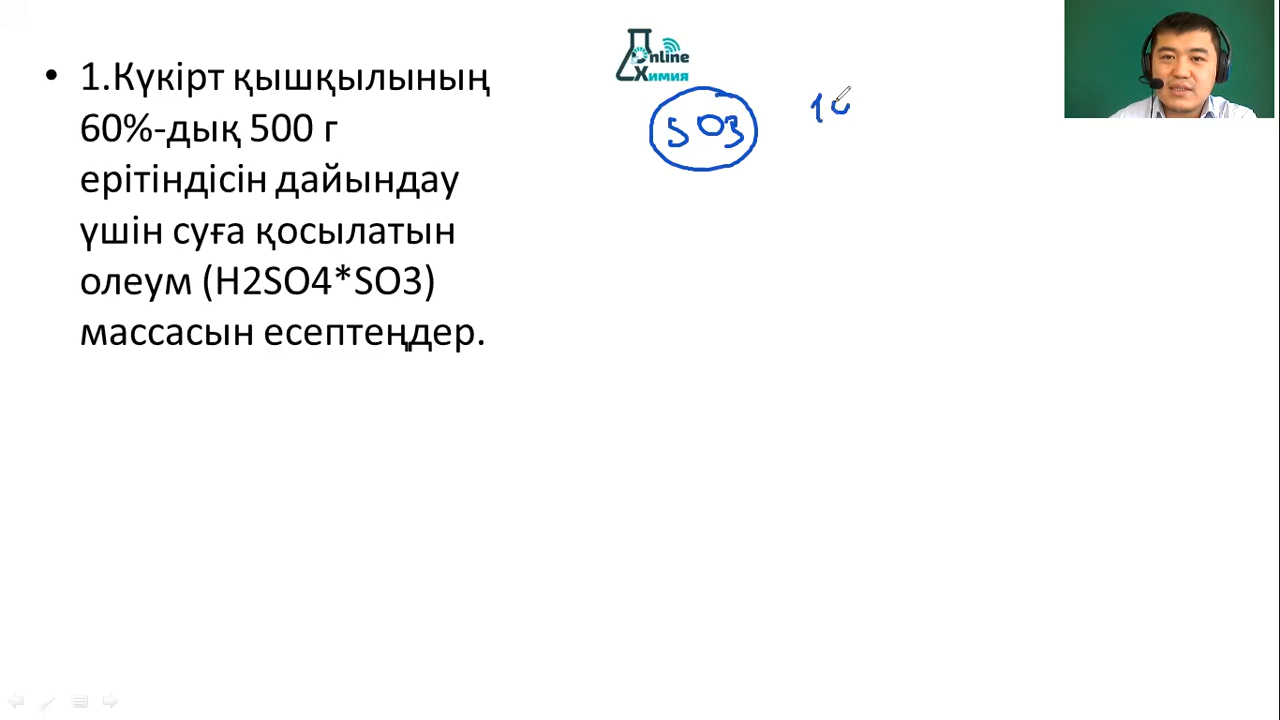 • 1.Күкірт қышқылының
60%-дық 500 г
ерітіндісін дайындау
үшін суға қосылатын
олеум (H2SO4*SO3)
массасын есептеңдер.
Online
Химия
SO3
10